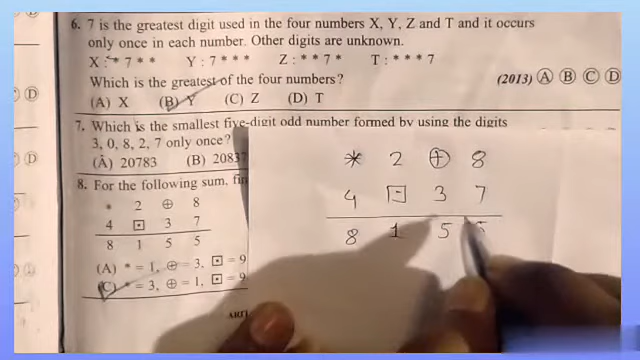 6. 7 is the greatest digit used in the four numbers X, Y, Z and T and it occurs
only once in each number. Other digits are unknown.
X : * 7 * * Y : 7 * * * Z : * * 7 * T : * * * 7
Which is the greatest of the four numbers? (2013) Ⓐ Ⓑ Ⓒ Ⓓ
(A) X (B) Y (C) Z (D) T
7. Which is the smallest five-digit odd number formed by using the digits
3, 0, 8, 2, 7 only once?
(A) 20783 (B) 2083
8. For the following sum,
* 2 ⊕ 8
4 ⊡ 3 7
8 1 5 5
(A) * = 1, ⊕ = 3, ⊡ = 9
(C) * = 3, ⊕ = 1, ⊡ = 9
* 2 ⊕ 8
4 ⊡ 3 7
8 1 5